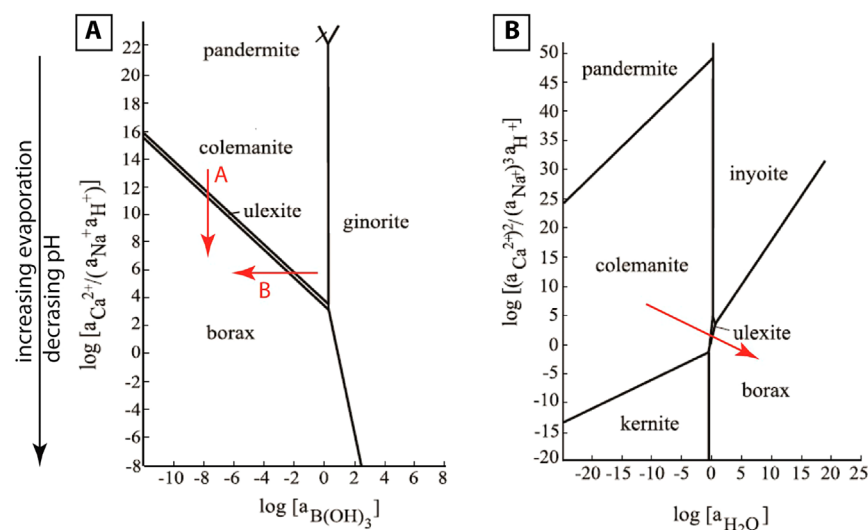 A
B
increasing evaporation
decrasing pH
log [aCa2+/(aNa+aH+)]
22
20
18
16
14
12
10
8
6
4
2
0
-2
-4
-6
-8
-10 -8 -6 -4 -2 0 2 4 6 8
log [aB(OH)3]
pandermite
X
colemanite
A
ulexite
ginorite
B
borax
log [(aCa2+)2/(aNa+)3aH+]
50
45
40
35
30
25
20
15
10
5
0
-5
-10
-15
-20
-20 -15 -10 -5 0 5 10 15 20 25
log [aH2O]
pandermite
inyoite
colemanite
ulexite
borax
kernite